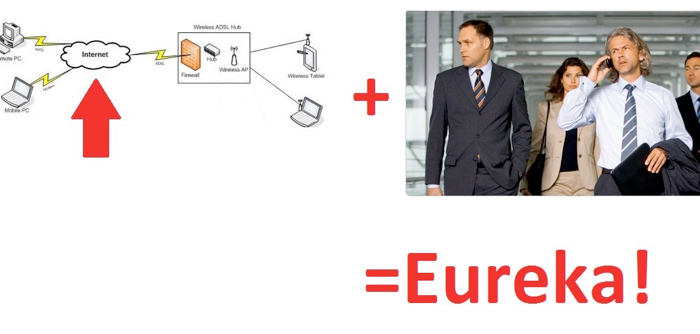 Wireless ADSL Hub
Internet
ADSL
Hub
Firewall
Wireless AP
Wireless Tablet
Mobile PC
+
=Eureka!